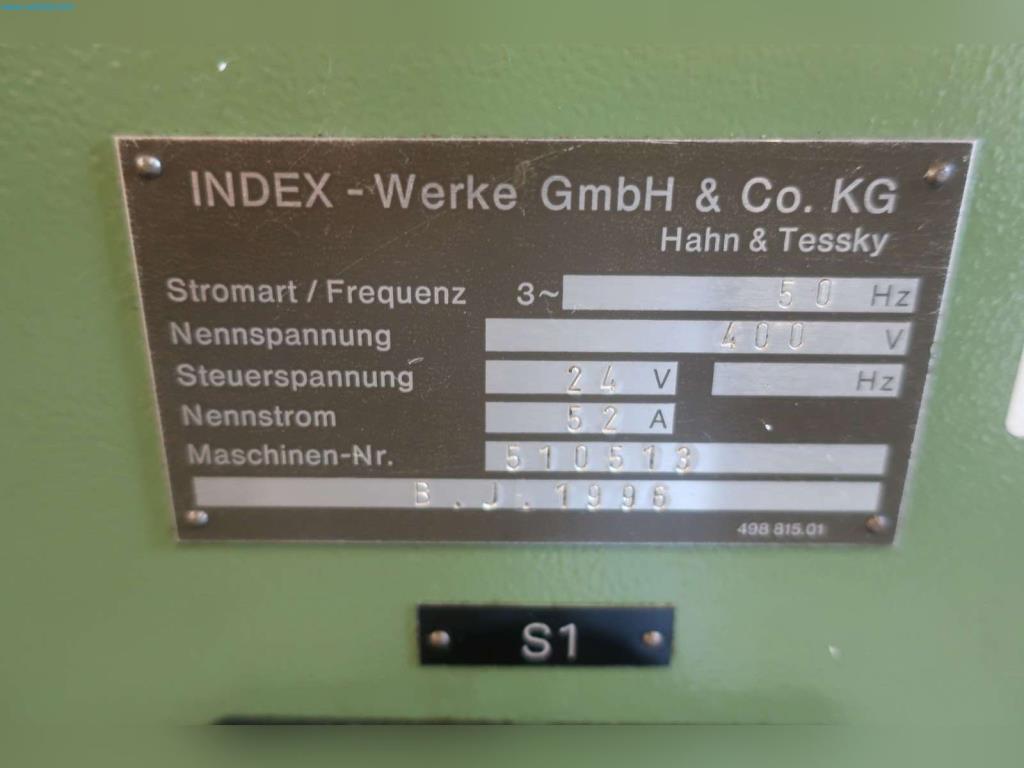 INDEX - Werke GmbH & Co. KG
Hahn & Tessky
Stromart / Frequenz 3~ 50 Hz
Nennspannung 400 V
Steuerspannung 24 V Hz
Nennstrom 52 A
Maschinen-Nr. 510513
B.J.1996
498 815.01
S1